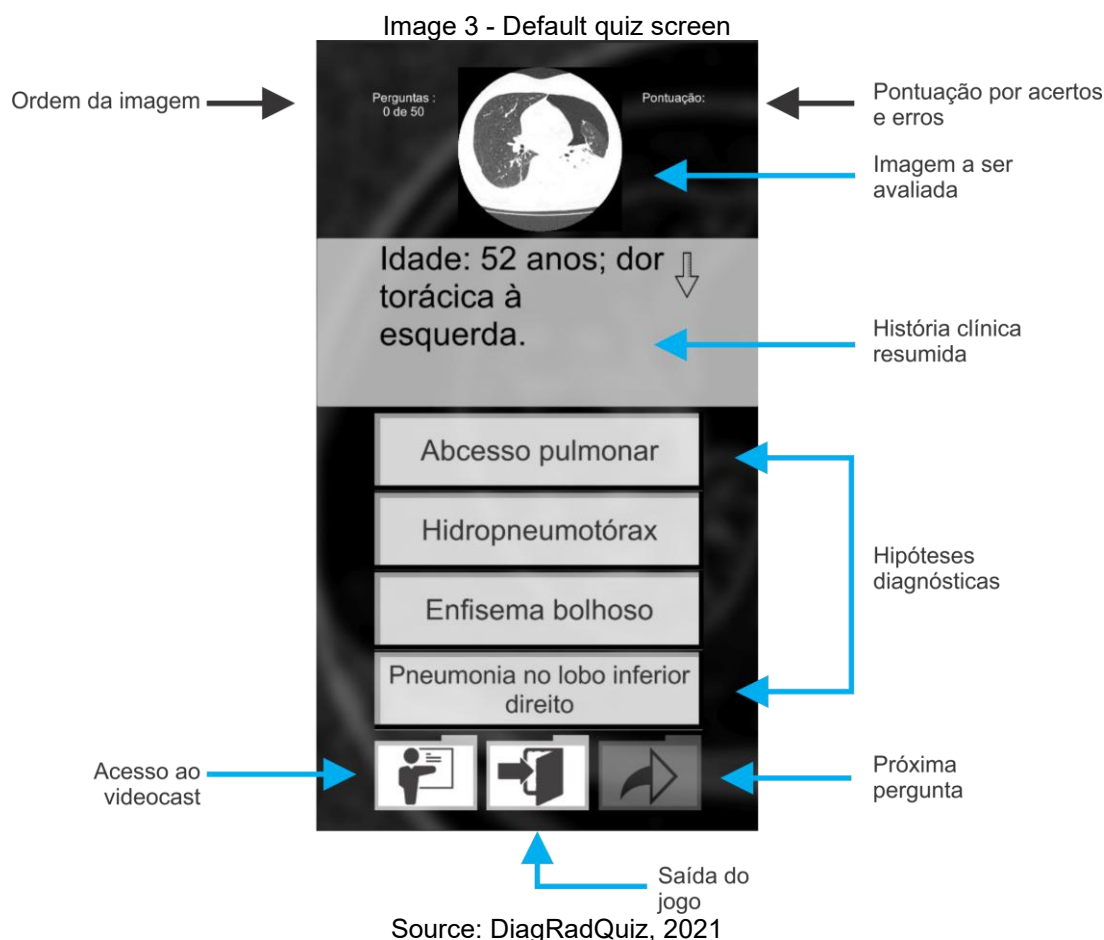 Image 3 - Default quiz screen
Ordem da imagem
Perguntas :
0 de 50
Pontuação:
Pontuação por acertos
e erros
Imagem a ser
avaliada
Idade: 52 anos; dor
torácica à
esquerda.
História clínica
resumida
Abcesso pulmonar
Hidropneumotórax
Enfisema bolhoso
Pneumonia no lobo inferior
direito
Hipóteses
diagnósticas
Acesso ao
videocast
Próxima
pergunta
Saída do
jogo
Source: DiagRadQuiz, 2021